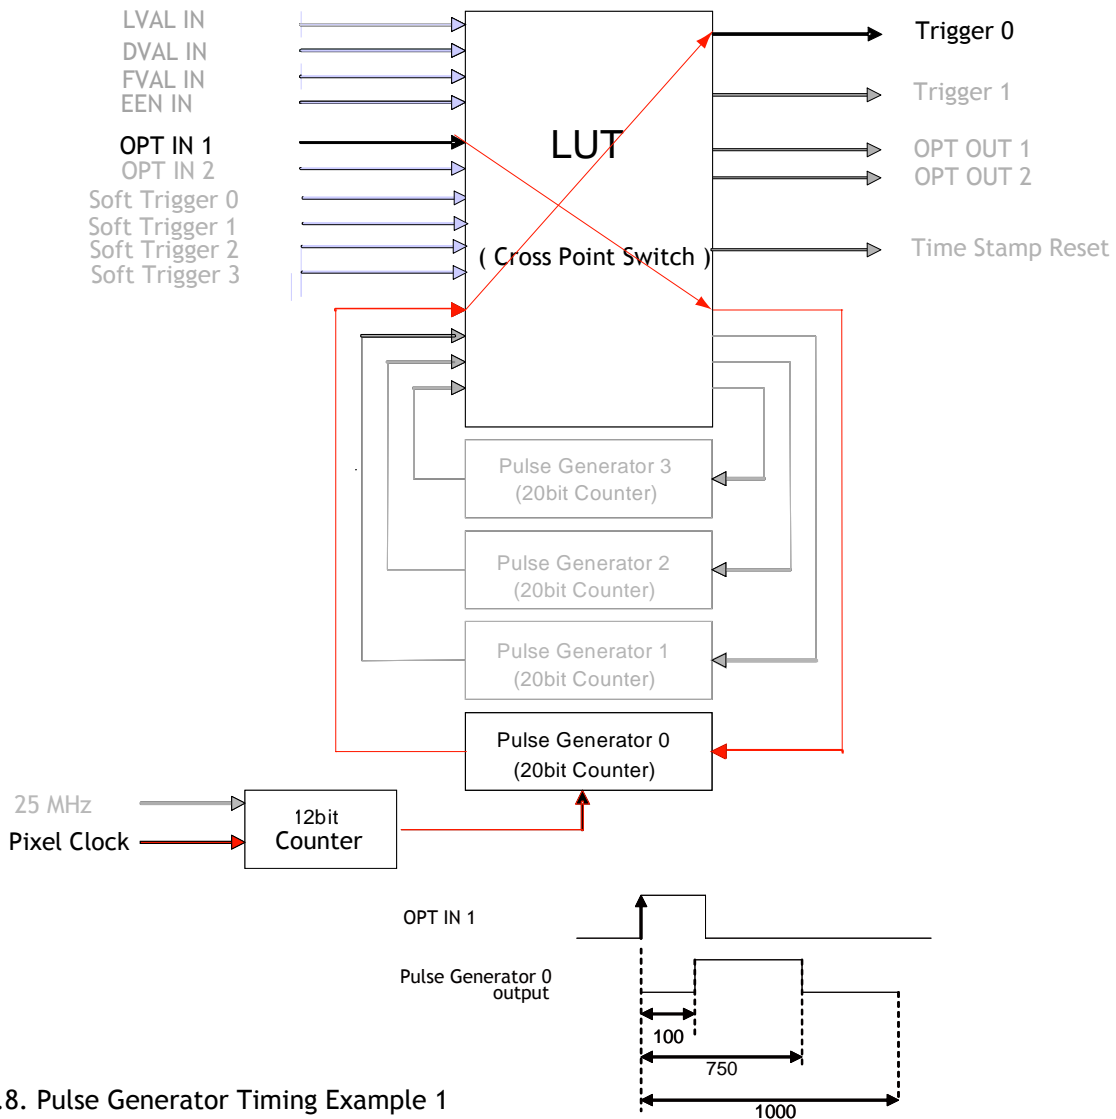 LVAL IN
DVAL IN
FVAL IN
EEN IN
OPT IN 1
OPT IN 2
Soft Trigger 0
Soft Trigger 1
Soft Trigger 2
Soft Trigger 3
LUT
( Cross Point Switch )
Trigger 0
Trigger 1
OPT OUT 1
OPT OUT 2
Time Stamp Reset
Pulse Generator 3
(20bit Counter)
Pulse Generator 2
(20bit Counter)
Pulse Generator 1
(20bit Counter)
Pulse Generator 0
(20bit Counter)
25 MHz
Pixel Clock
12bit
Counter
OPT IN 1
Pulse Generator 0
output
100
750
1000
.8. Pulse Generator Timing Example 1